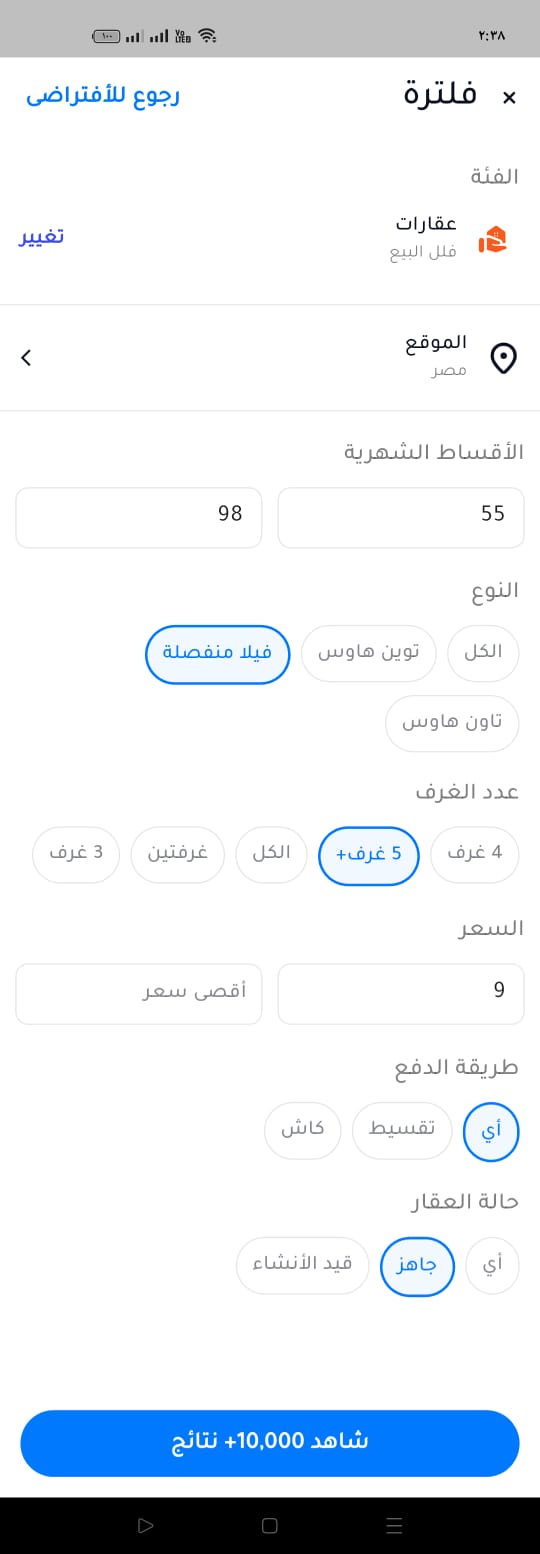 ٢:٣٨
١٠٠ Vo LTE2
فلترة
رجوع للأفتراضى
الفئة
عقارات
فلل البيع
تغيير
الموقع
مصر
الأقساط الشهرية
55
98
النوع
الكل
توين هاوس
فيلا منفصلة
تاون هاوس
عدد الغرف
4 غرف
5 غرف+
الكل
غرفتين
3 غرف
السعر
9
أقصى سعر
طريقة الدفع
أي
تقسيط
كاش
حالة العقار
أي
جاهز
قيد الأنشاء
شاهد 10,000+ نتائج